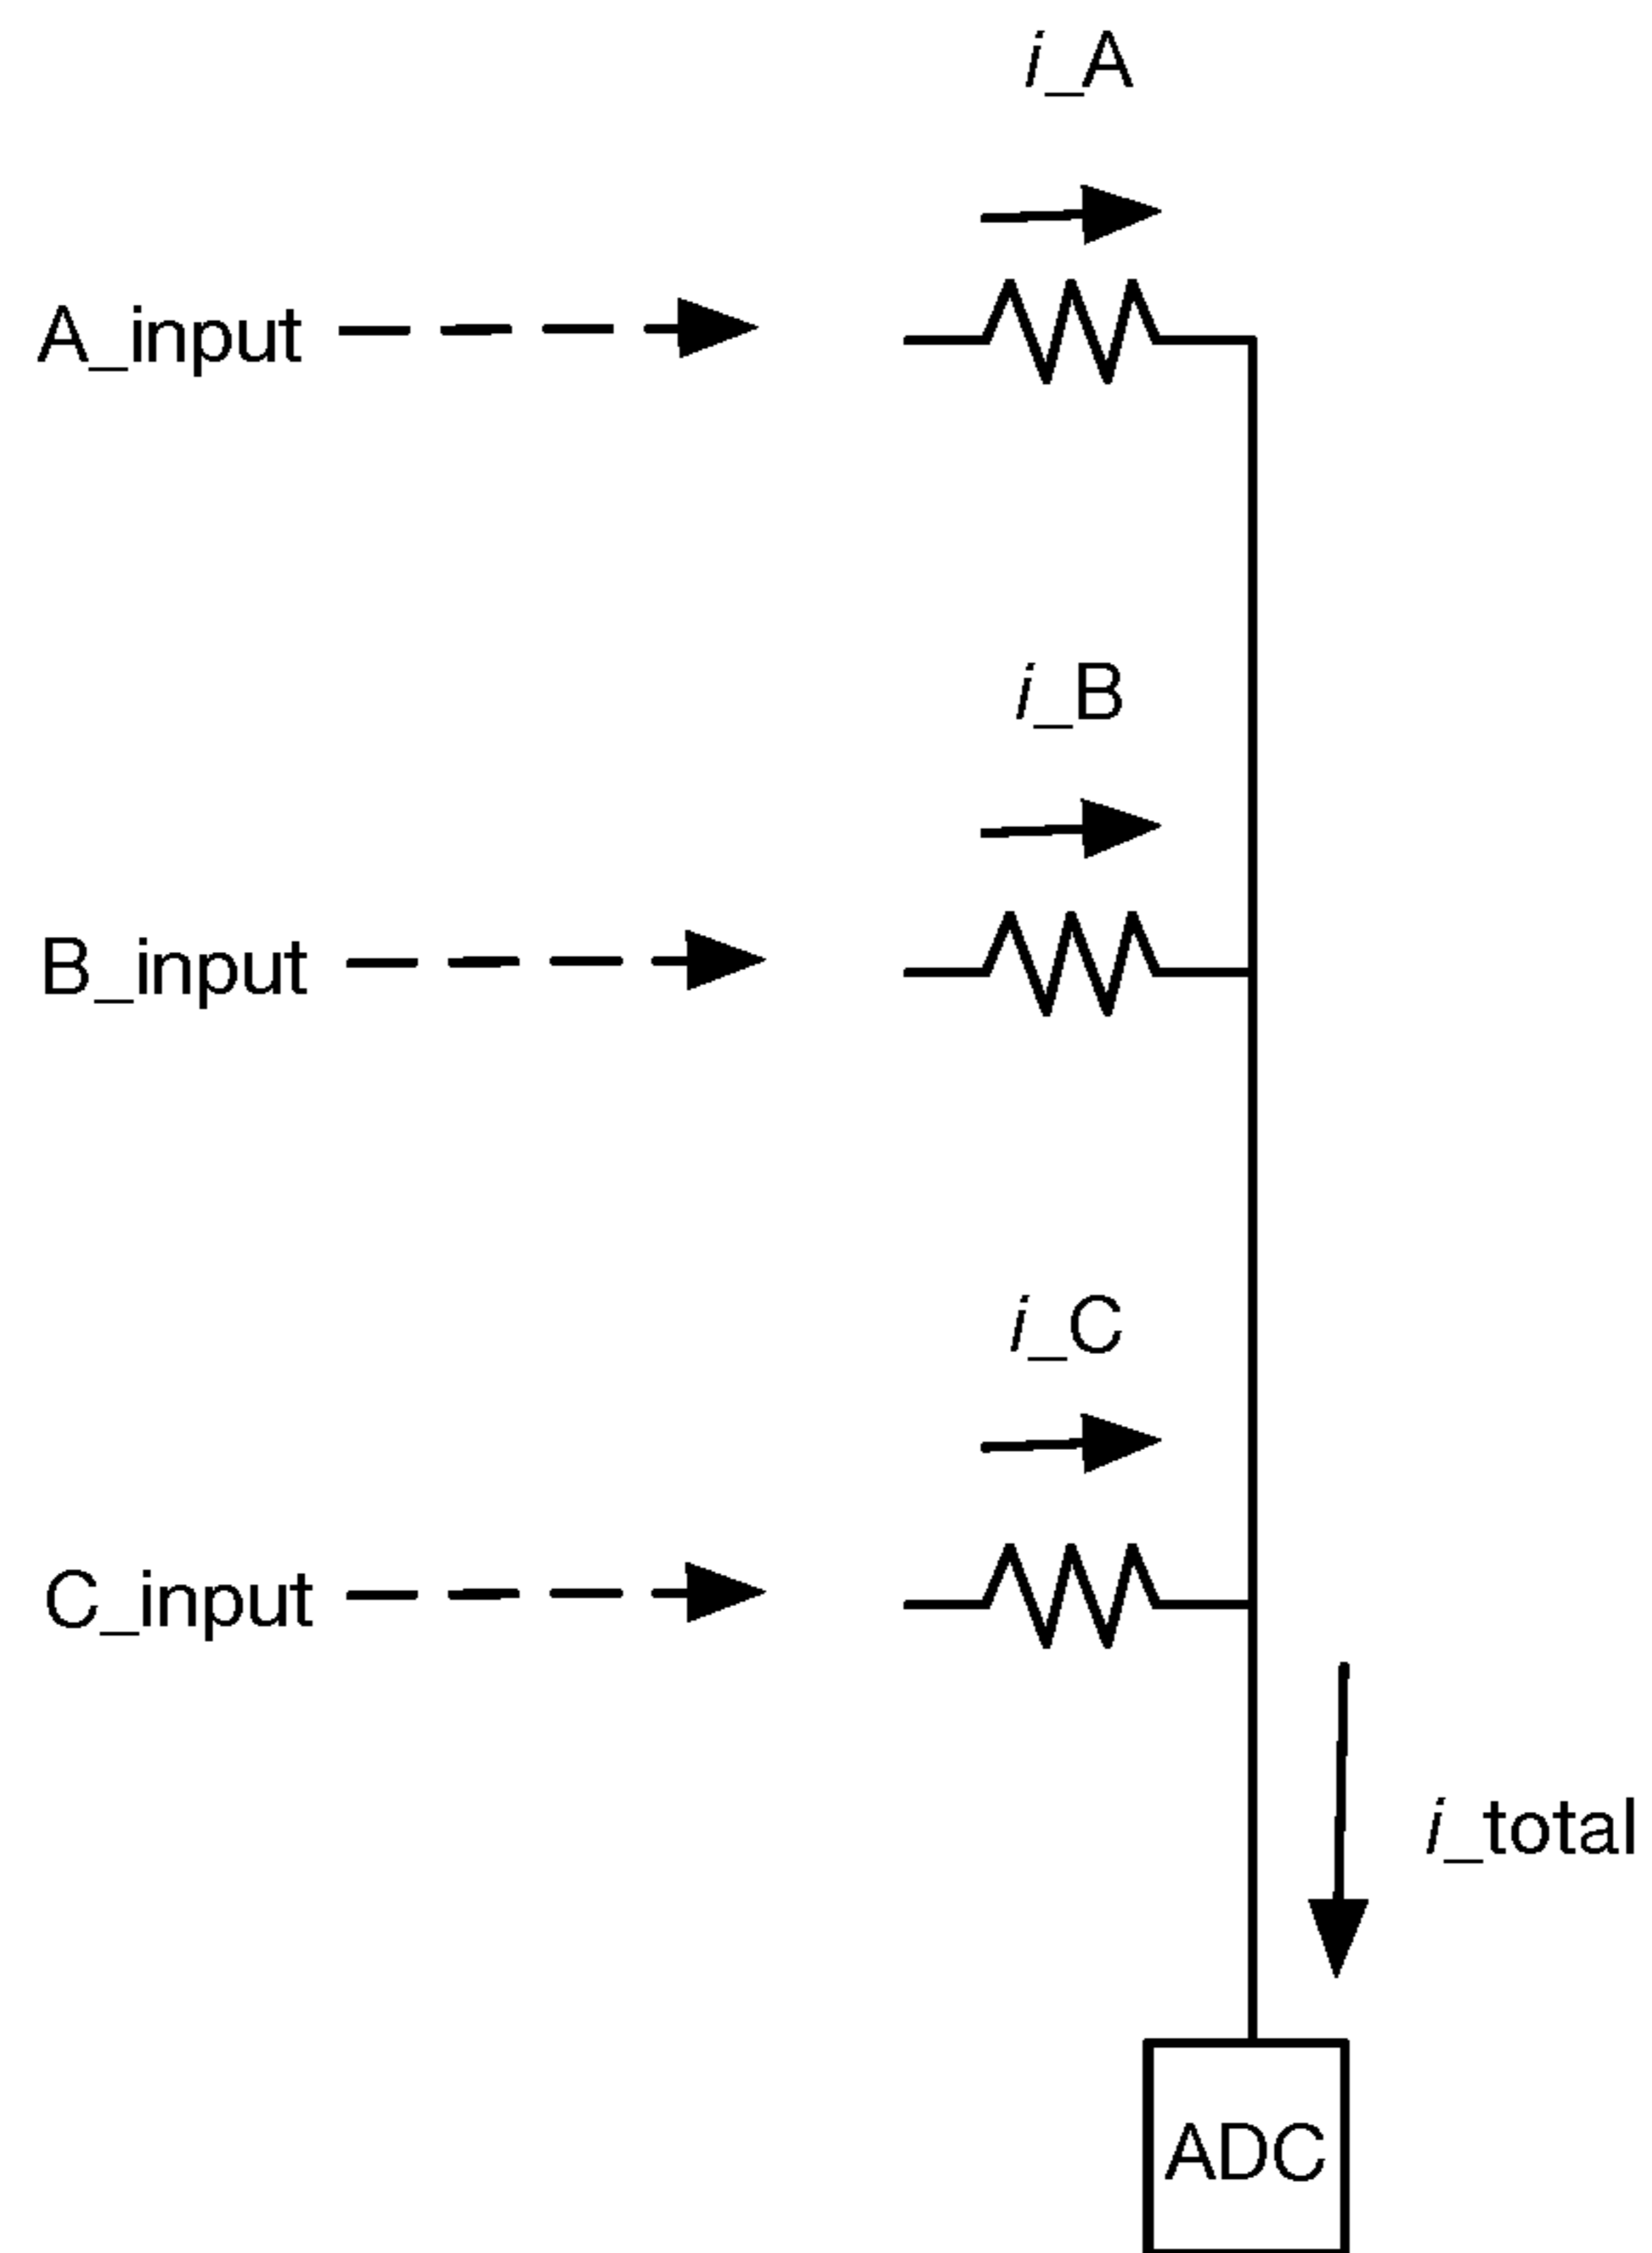 i_A
A_input
i_B
B_input
i_C
C_input
i_total
ADC